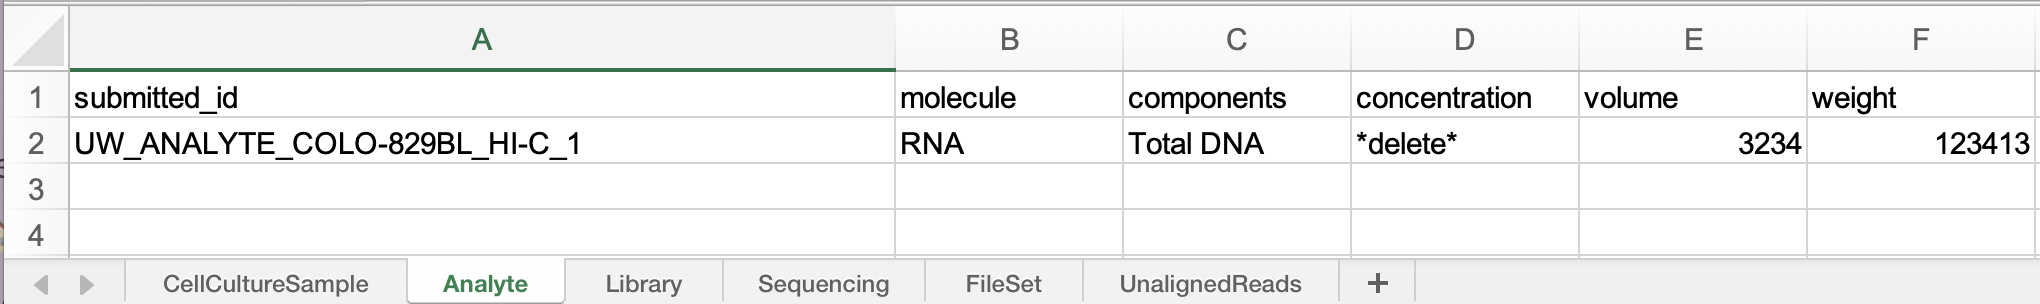 A B C D E F
1 submitted_id molecule components concentration volume weight
2 UW_ANALYTE_COLO-829BL_HI-C_1 RNA Total DNA *delete* 3234 123413
3
4
CellCultureSample Analyte Library Sequencing FileSet UnalignedReads +